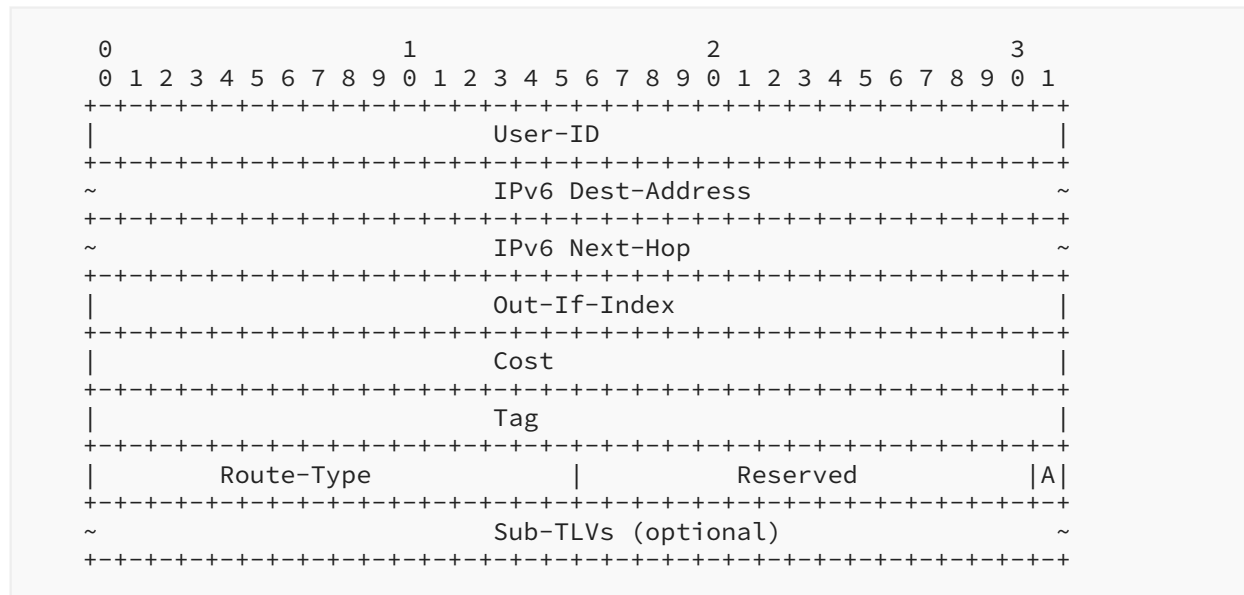 0                   1                   2                   3
 0 1 2 3 4 5 6 7 8 9 0 1 2 3 4 5 6 7 8 9 0 1 2 3 4 5 6 7 8 9 0 1
+-+-+-+-+-+-+-+-+-+-+-+-+-+-+-+-+-+-+-+-+-+-+-+-+-+-+-+-+-+-+-+-+
|                          User-ID                              |
+-+-+-+-+-+-+-+-+-+-+-+-+-+-+-+-+-+-+-+-+-+-+-+-+-+-+-+-+-+-+-+-+
~                          IPv6 Dest-Address                    ~
+-+-+-+-+-+-+-+-+-+-+-+-+-+-+-+-+-+-+-+-+-+-+-+-+-+-+-+-+-+-+-+-+
~                          IPv6 Next-Hop                        ~
+-+-+-+-+-+-+-+-+-+-+-+-+-+-+-+-+-+-+-+-+-+-+-+-+-+-+-+-+-+-+-+-+
|                          Out-If-Index                         |
+-+-+-+-+-+-+-+-+-+-+-+-+-+-+-+-+-+-+-+-+-+-+-+-+-+-+-+-+-+-+-+-+
|                          Cost                                 |
+-+-+-+-+-+-+-+-+-+-+-+-+-+-+-+-+-+-+-+-+-+-+-+-+-+-+-+-+-+-+-+-+
|                          Tag                                  |
+-+-+-+-+-+-+-+-+-+-+-+-+-+-+-+-+-+-+-+-+-+-+-+-+-+-+-+-+-+-+-+-+
|        Route-Type             |          Reserved           |A|
+-+-+-+-+-+-+-+-+-+-+-+-+-+-+-+-+-+-+-+-+-+-+-+-+-+-+-+-+-+-+-+-+
~                          Sub-TLVs (optional)                  ~
+-+-+-+-+-+-+-+-+-+-+-+-+-+-+-+-+-+-+-+-+-+-+-+-+-+-+-+-+-+-+-+-+